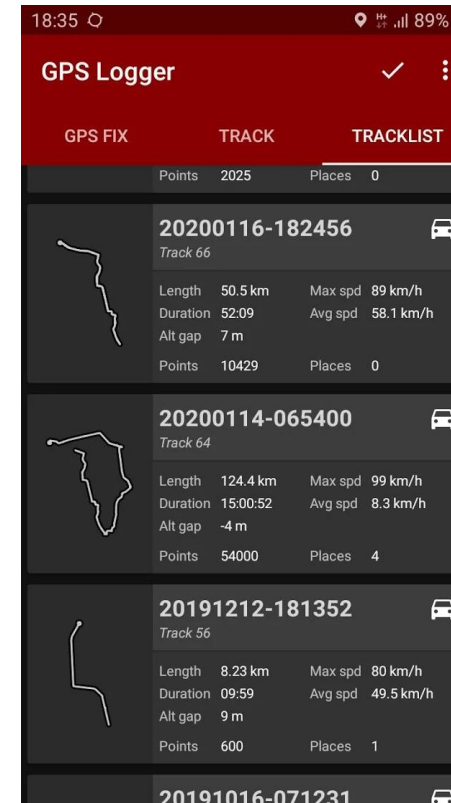 18:35 H+ 89%
GPS Logger
GPS FIX TRACK TRACKLIST
Points 2025 Places 0
20200116-182456
Track 66
Length 50.5 km Max spd 89 km/h
Duration 52:09 Avg spd 58.1 km/h
Alt gap 7 m
Points 10429 Places 0
20200114-065400
Track 64
Length 124.4 km Max spd 99 km/h
Duration 15:00:52 Avg spd 8.3 km/h
Alt gap -4 m
Points 54000 Places 4
20191212-181352
Track 56
Length 8.23 km Max spd 80 km/h
Duration 09:59 Avg spd 49.5 km/h
Alt gap 9 m
Points 600 Places 1
20191016-071231